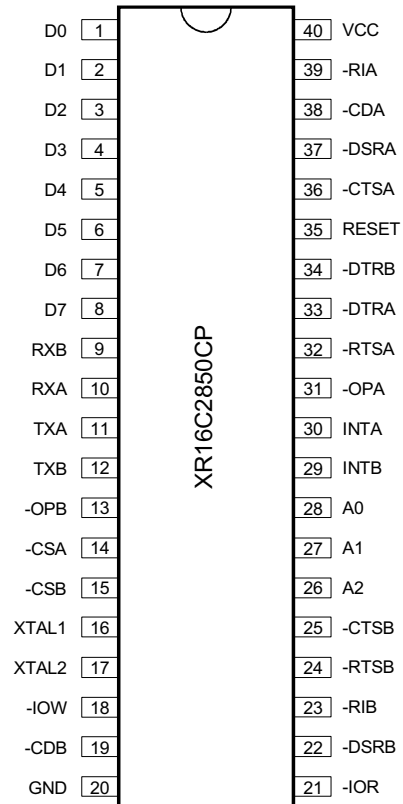 D0 1 40 VCC
D1 2 39 -RIA
D2 3 38 -CDA
D3 4 37 -DSRA
D4 5 36 -CTSA
D5 6 35 RESET
D6 7 34 -DTRB
D7 8 33 -DTRA
RXB 9 32 -RTSA
RXA 10 31 -OPA
TXA 11 30 INTA
TXB 12 29 INTB
-OPB 13 28 A0
-CSA 14 27 A1
-CSB 15 26 A2
XTAL1 16 25 -CTSB
XTAL2 17 24 -RTSB
-IOW 18 23 -RIB
-CDB 19 22 -DSRB
GND 20 21 -IOR
XR16C2850CP